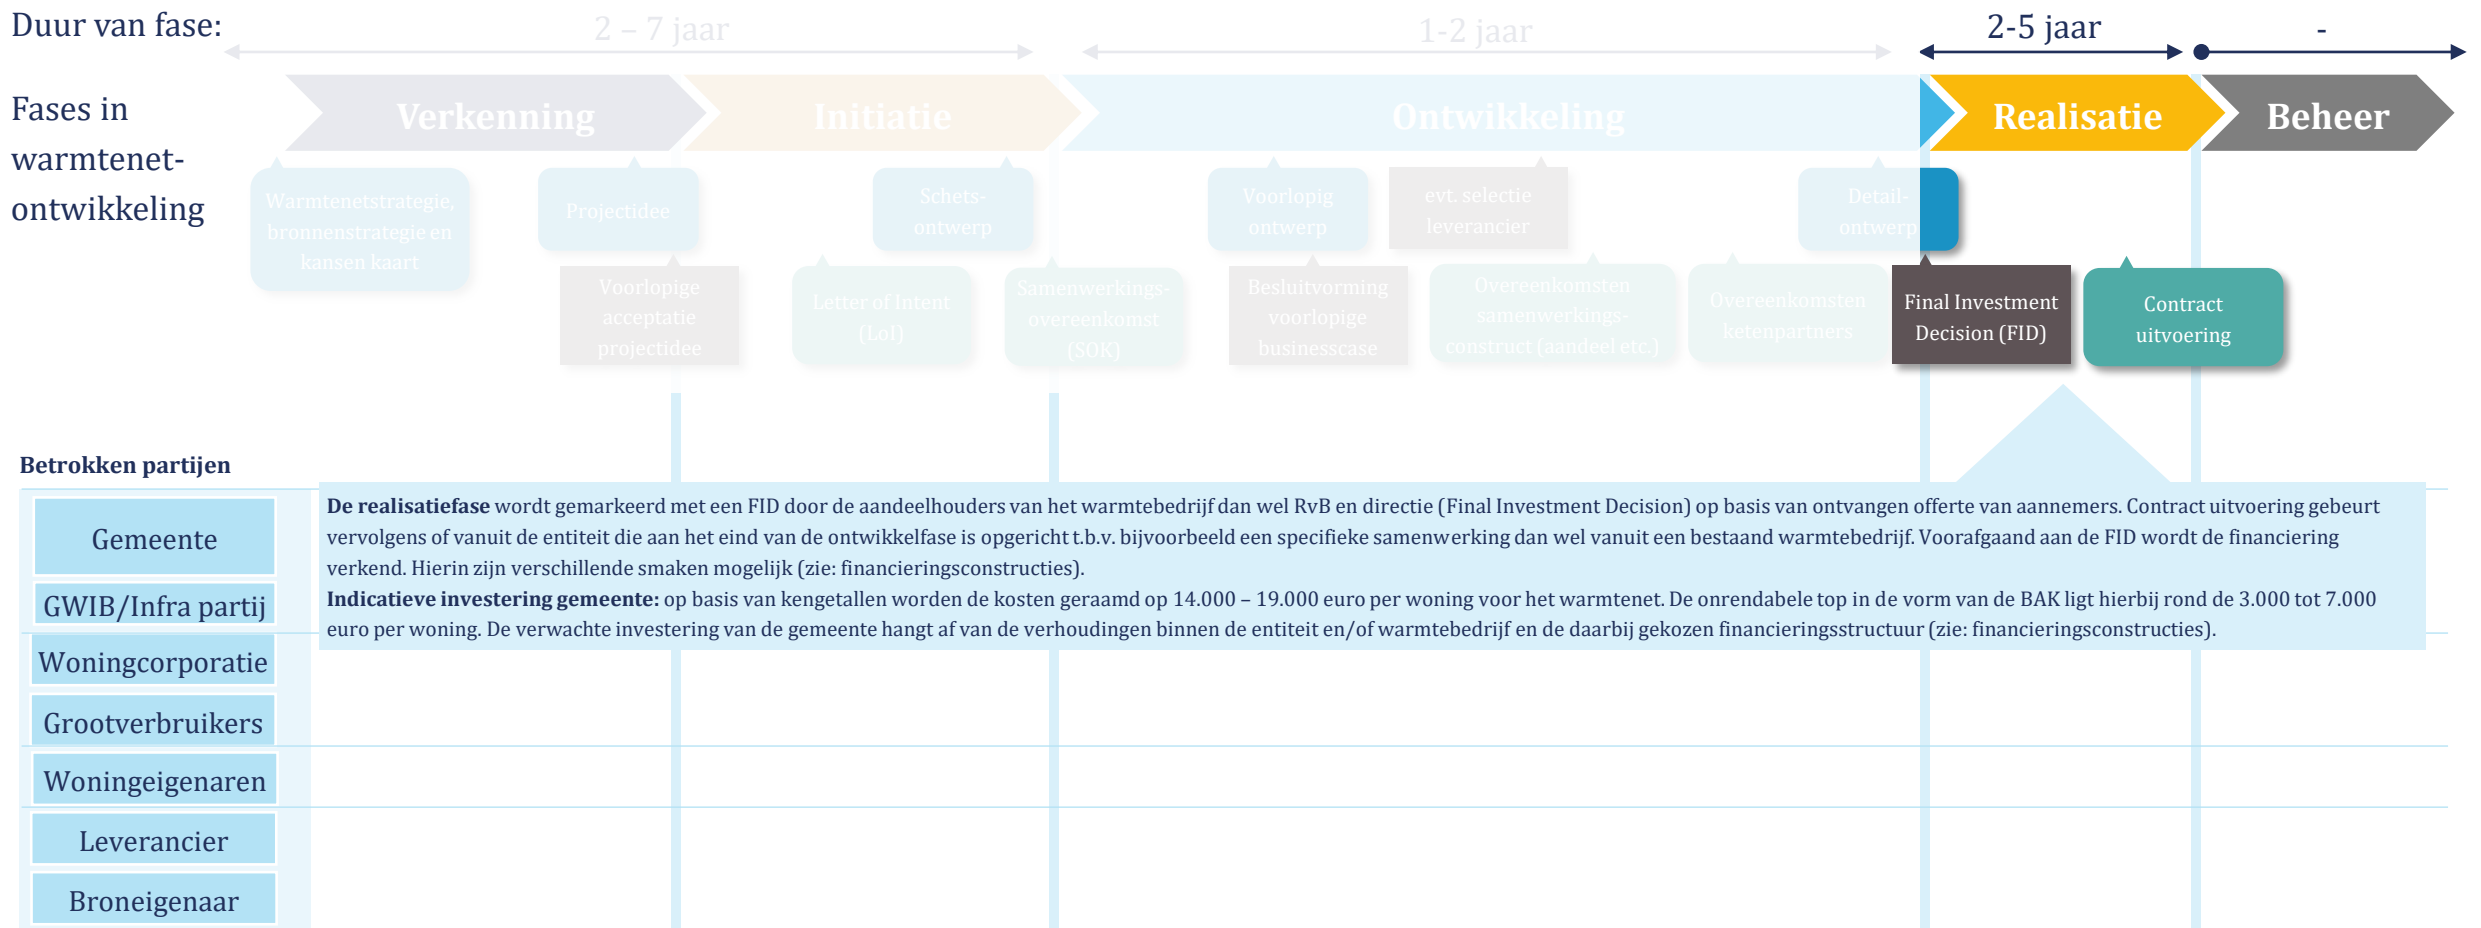 Duur van fase:
2 – 7 jaar
1-2 jaar
2-5 jaar
-
Fases in
warmtenet-
ontwikkeling
Verkenning
Initiatie
Ontwikkeling
Realisatie
Beheer
Warmtenetstrategie,
bronnenstrategie en
kansen kaart
Projectidee
Schets-
ontwerp
Voorlopig
ontwerp
evt. selectie
leverancier
Detail-
ontwerp
Voorlopige
acceptatie
projectidee
Letter of Intent
(LoI)
Samenwerkings-
overeenkomst
(SOK)
Besluitvorming
voorlopige
businesscase
Overeenkomsten
samenwerkings-
construct (aandeel etc.)
Overeenkomsten
ketenpartners
Final Investment
Decision (FID)
Contract
uitvoering
Betrokken partijen
Gemeente
GWIB/Infra partij
Woningcorporatie
Grootverbruikers
Woningeigenaren
Leverancier
Broneigenaar
De realisatiefase wordt gemarkeerd met een FID door de aandeelhouders van het warmtebedrijf dan wel RvB en directie (Final Investment Decision) op basis van ontvangen offerte van aannemers. Contract uitvoering gebeurt
vervolgens of vanuit de entiteit die aan het eind van de ontwikkelfase is opgericht t.b.v. bijvoorbeeld een specifieke samenwerking dan wel vanuit een bestaand warmtebedrijf. Voorafgaand aan de FID wordt de financiering
verkend. Hierin zijn verschillende smaken mogelijk (zie: financieringsconstructies).
Indicatieve investering gemeente: op basis van kengetallen worden de kosten geraamd op 14.000 – 19.000 euro per woning voor het warmtenet. De onrendabele top in de vorm van de BAK ligt hierbij rond de 3.000 tot 7.000
euro per woning. De verwachte investering van de gemeente hangt af van de verhoudingen binnen de entiteit en/of warmtebedrijf en de daarbij gekozen financieringsstructuur (zie: financieringsconstructies).